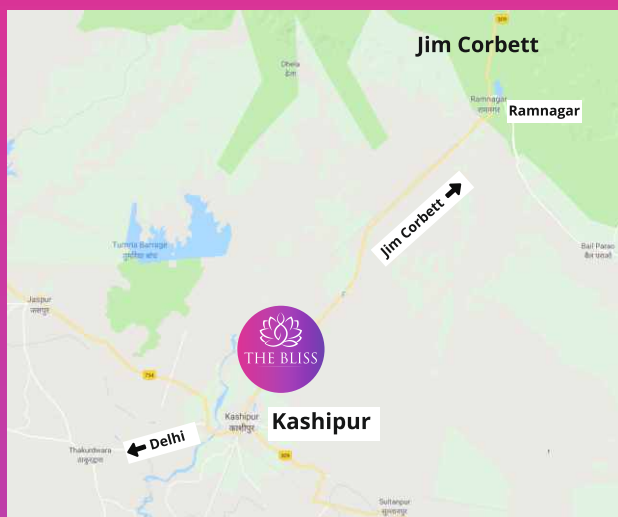 309
Jim Corbett
Dhela
ढेला
Ramnagar
रामनगर
Ramnagar
Jim Corbett
Tumria Barrage
तुमरिया बांध
Bail Parao
बैल पराओ
Jaspur
जसपुर
THE BLISS
734
Kashipur
काशीपुर
Kashipur
Delhi
Thakurdwara
ठाकुरद्वारा
309
Sultanpur
सुल्तानपुर